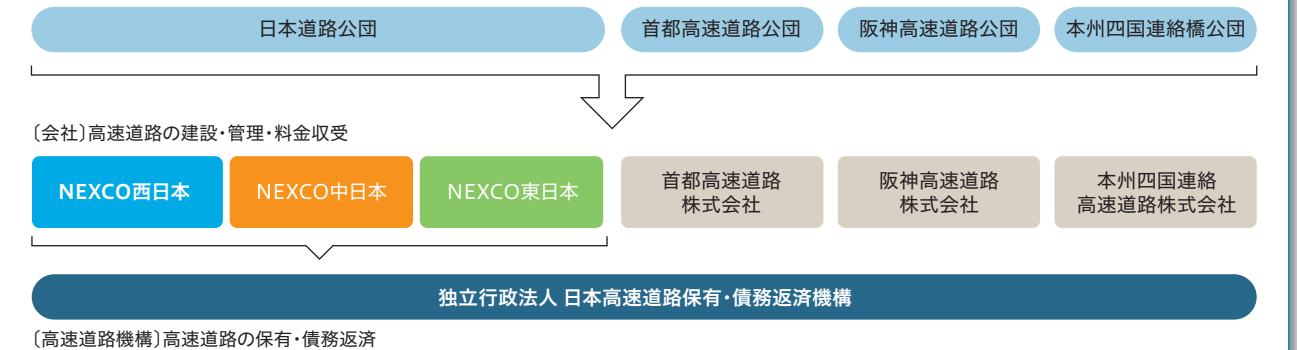 日本道路公団
首都高速道路公団
阪神高速道路公団
本州四国連絡橋公団
〔会社〕高速道路の建設・管理・料金収受
NEXCO西日本
NEXCO中日本
NEXCO東日本
首都高速道路
株式会社
阪神高速道路
株式会社
本州四国連絡
高速道路株式会社
独立行政法人 日本高速道路保有・債務返済機構
〔高速道路機構〕高速道路の保有・債務返済